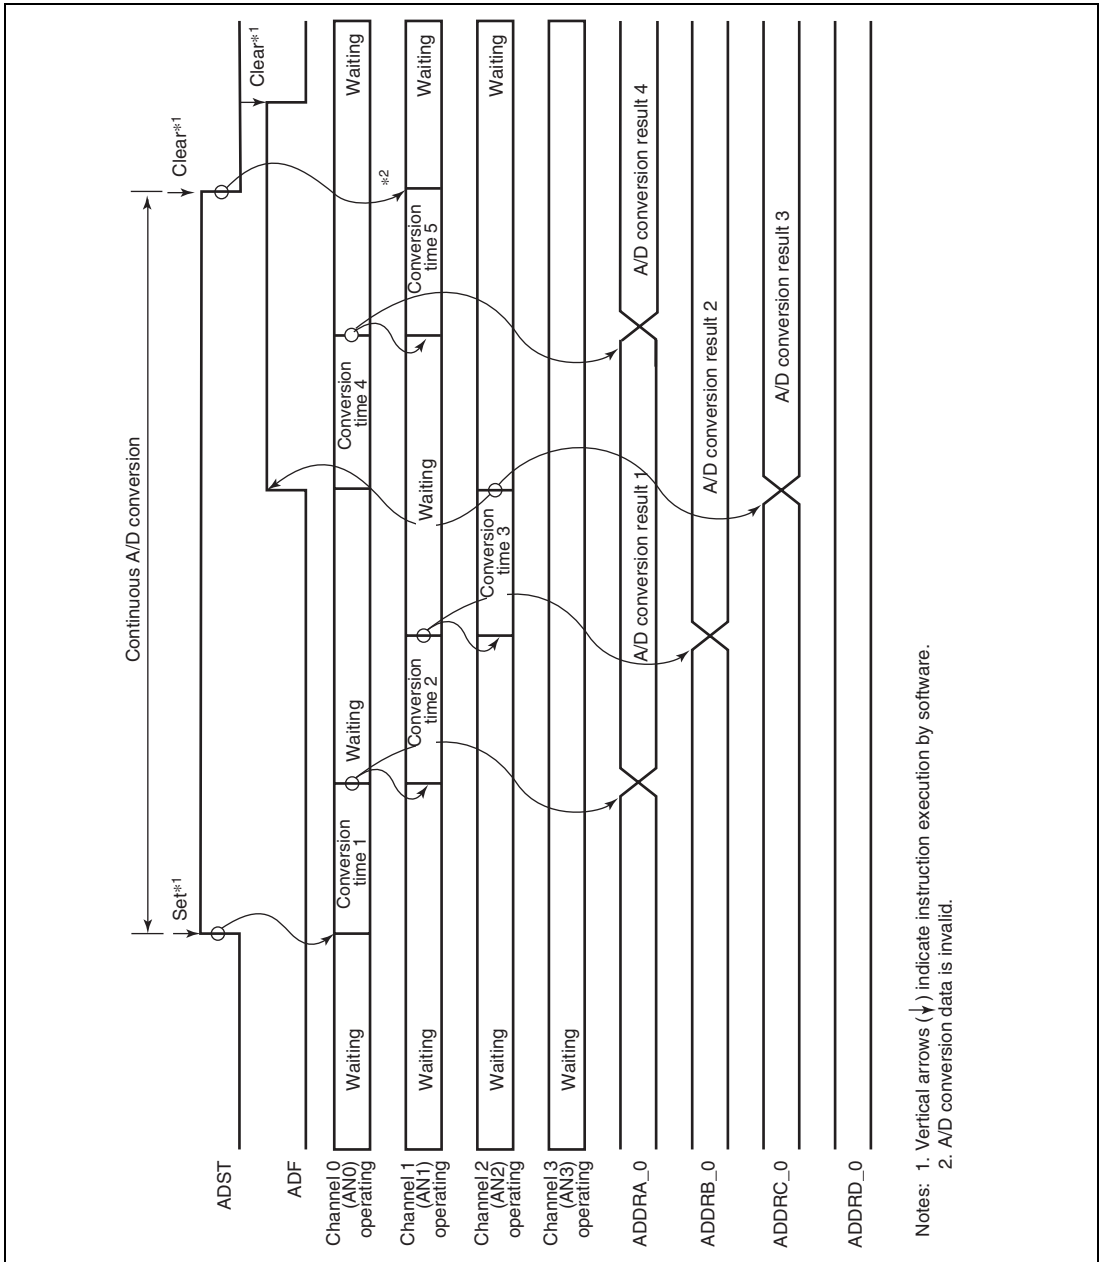 Continuous A/D conversion
Set*1
Clear*1
Clear*1
ADST
ADF
Channel 0
(AN0)
operating
Waiting
Conversion
time 1
Waiting
Conversion
time 4
Waiting
Channel 1
(AN1)
operating
Waiting
Conversion
time 2
Waiting
Conversion
time 5
*2
Waiting
Channel 2
(AN2)
operating
Waiting
Conversion
time 3
Waiting
Channel 3
(AN3)
operating
Waiting
ADDRA_0
A/D conversion result 1
A/D conversion result 4
ADDRB_0
A/D conversion result 2
ADDRC_0
A/D conversion result 3
ADDRD_0
Notes: 1. Vertical arrows (↓) indicate instruction execution by software.
2. A/D conversion data is invalid.